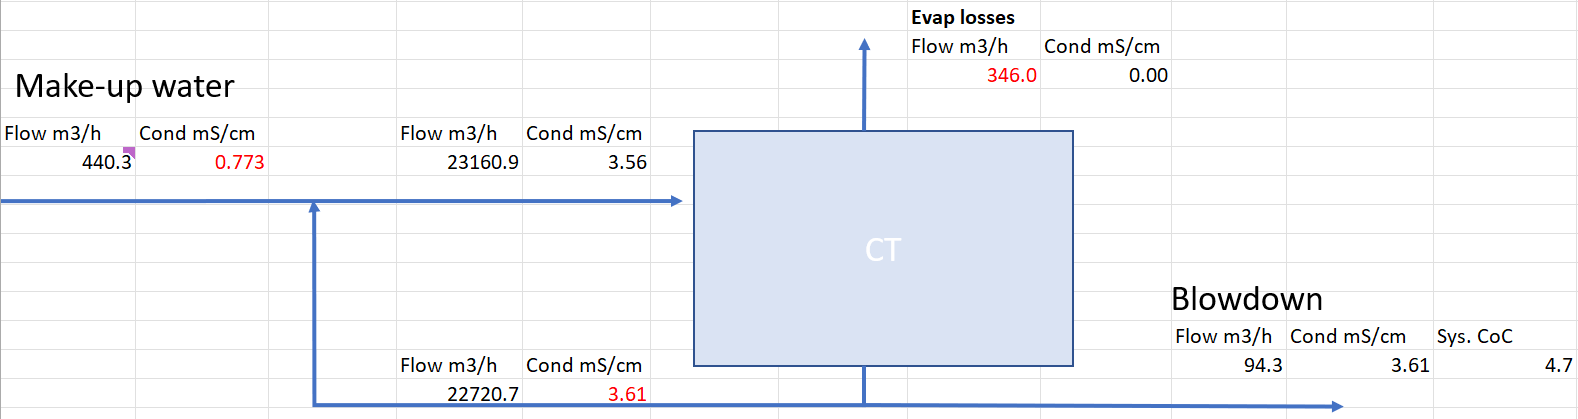 Evap losses
Flow m3/h Cond mS/cm
346.0 0.00
Make-up water
Flow m3/h Cond mS/cm Flow m3/h Cond mS/cm
440.3 0.773 23160.9 3.56
CT
Blowdown
Flow m3/h Cond mS/cm Sys. CoC
94.3 3.61 4.7
Flow m3/h Cond mS/cm
22720.7 3.61